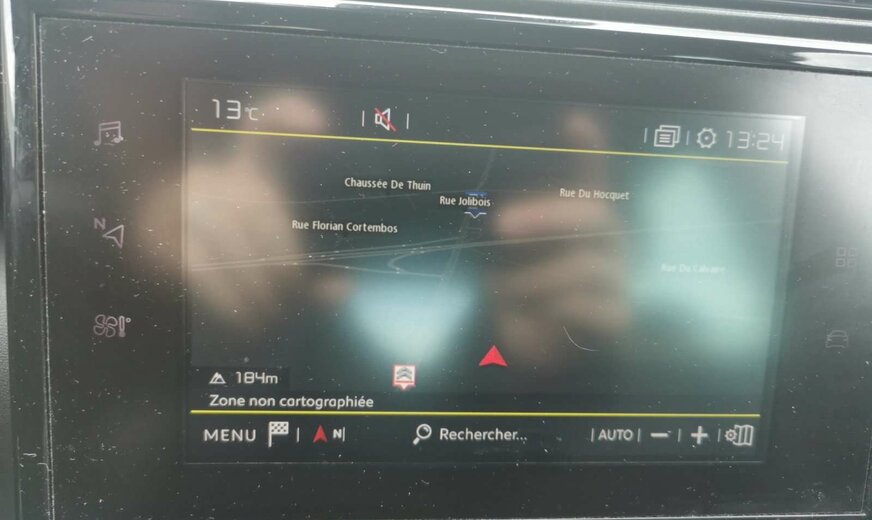 13°C
13:24
Chaussée De Thuin
Rue Jolibois
Rue Du Hocquet
Rue Florian Cortembos
N
Rue Du Calvaire
184m
Zone non cartographiée
MENU
N
Rechercher...
AUTO